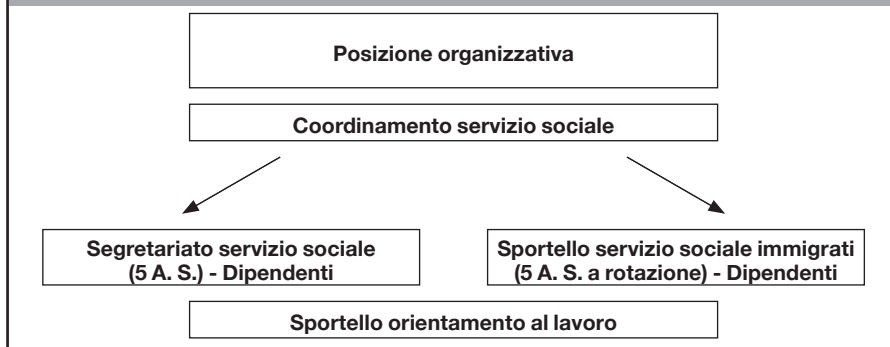 Posizione organizzativa
Coordinamento servizio sociale
Segretariato servizio sociale
(5 A. S.) - Dipendenti
Sportello servizio sociale immigrati
(5 A. S. a rotazione) - Dipendenti
Sportello orientamento al lavoro